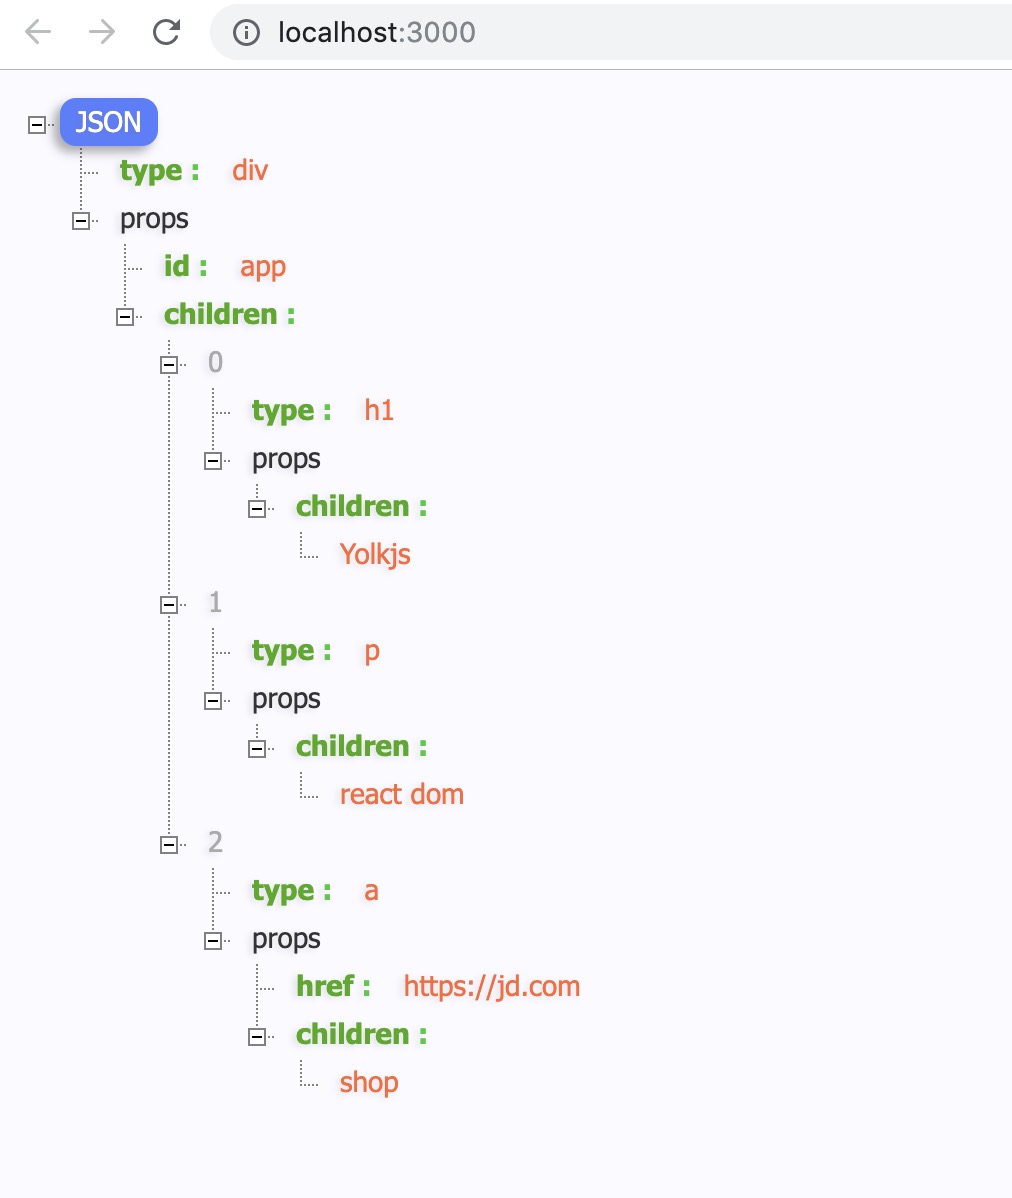 localhost:3000
JSON
type : div
props
id : app
children :
0
type : h1
props
children :
Yolkjs
1
type : p
props
children :
react dom
2
type : a
props
href : https://jd.com
children :
shop